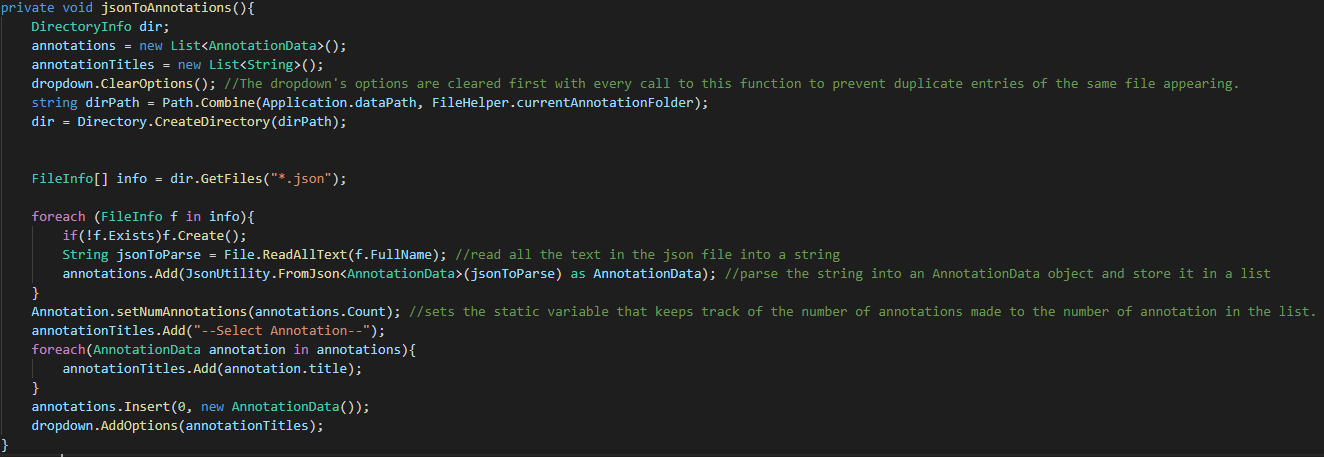 private void jsonToAnnotations(){
DirectoryInfo dir;
annotations = new List<AnnotationData>();
annotationTitles = new List<String>();
dropdown.ClearOptions(); //The dropdown's options are cleared first with every call to this function to prevent duplicate entries of the same file appearing.
string dirPath = Path.Combine(Application.dataPath, FileHelper.currentAnnotationFolder);
dir = Directory.CreateDirectory(dirPath);
FileInfo[] info = dir.GetFiles("*.json");
foreach (FileInfo f in info){
if(!f.Exists)f.Create();
String jsonToParse = File.ReadAllText(f.FullName); //read all the text in the json file into a string
annotations.Add(JsonUtility.FromJson<AnnotationData>(jsonToParse) as AnnotationData); //parse the string into an AnnotationData object and store it in a list
}
Annotation.setNumAnnotations(annotations.Count); //sets the static variable that keeps track of the number of annotations made to the number of annotation in the list.
annotationTitles.Add("--Select Annotation--");
foreach(AnnotationData annotation in annotations){
annotationTitles.Add(annotation.title);
}
annotations.Insert(0, new AnnotationData());
dropdown.AddOptions(annotationTitles);
}